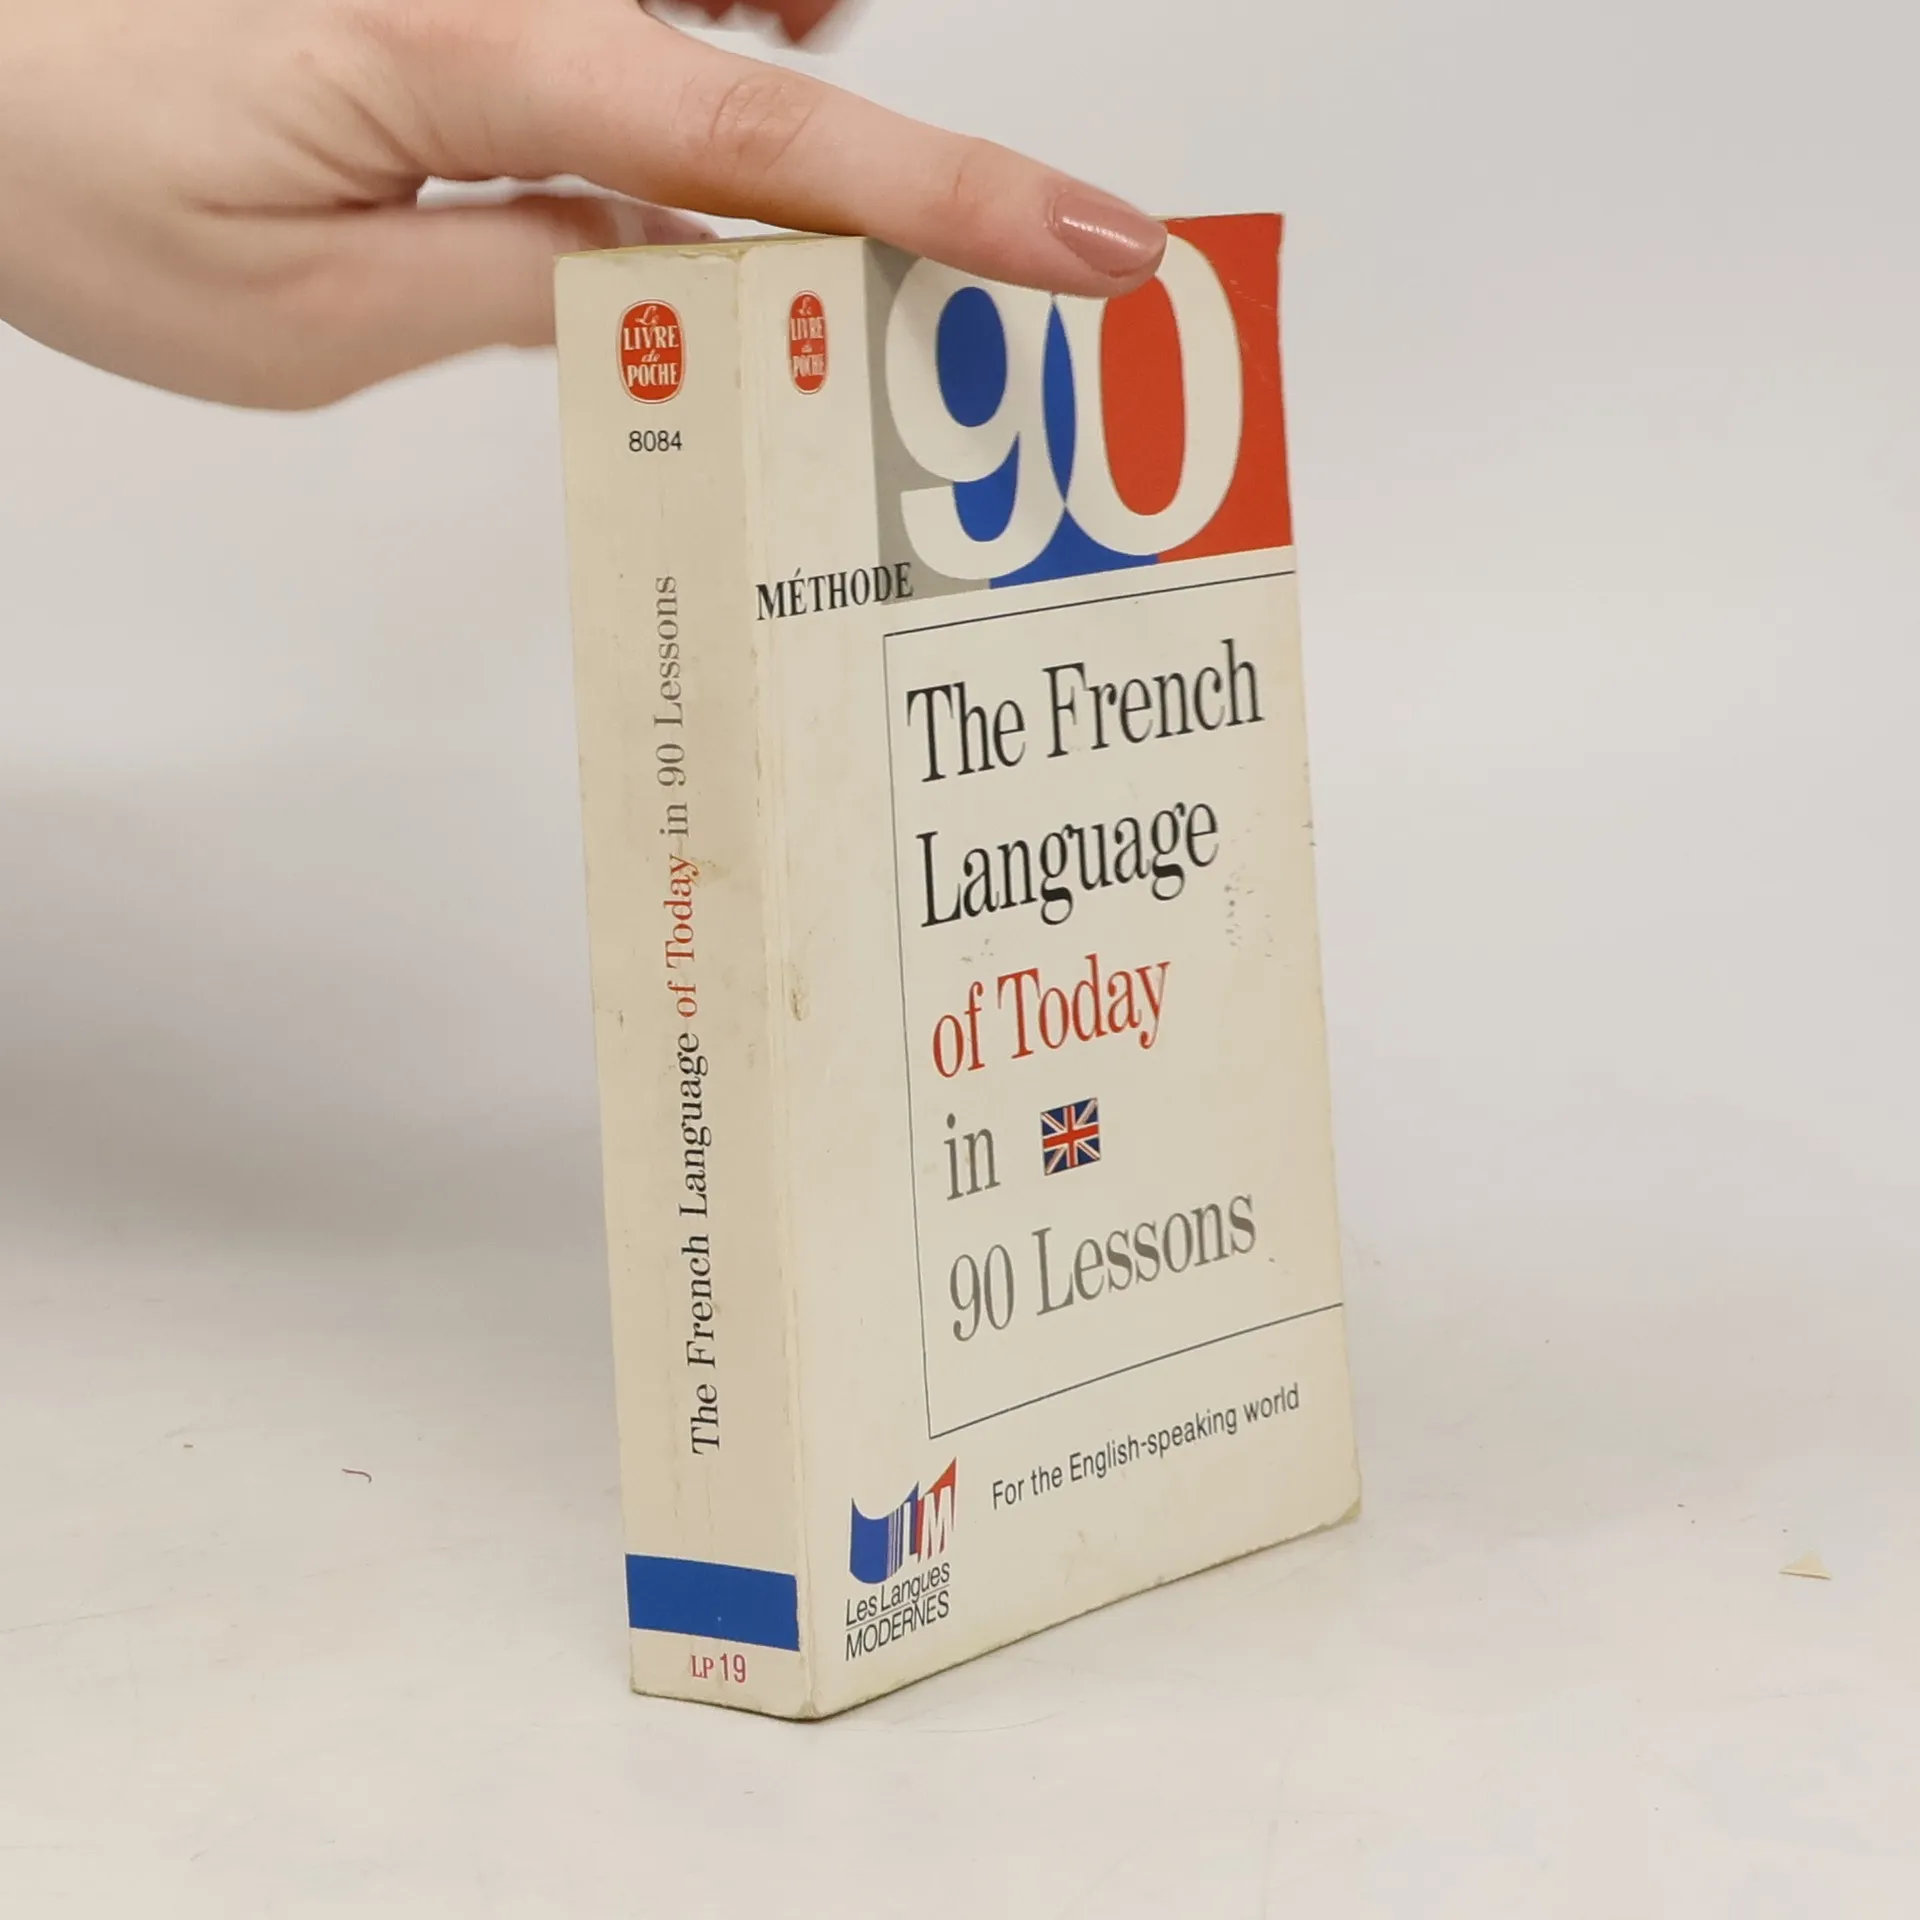 Le
LIVRE
de
POCHE
8084
The French Language of Today in 90 Lessons
LP 19
Le
LIVRE
de
POCHE
90
MÉTHODE
The French
Language
of Today
in
90 Lessons
For the English-speaking world
LM
Les Langues
MODERNES